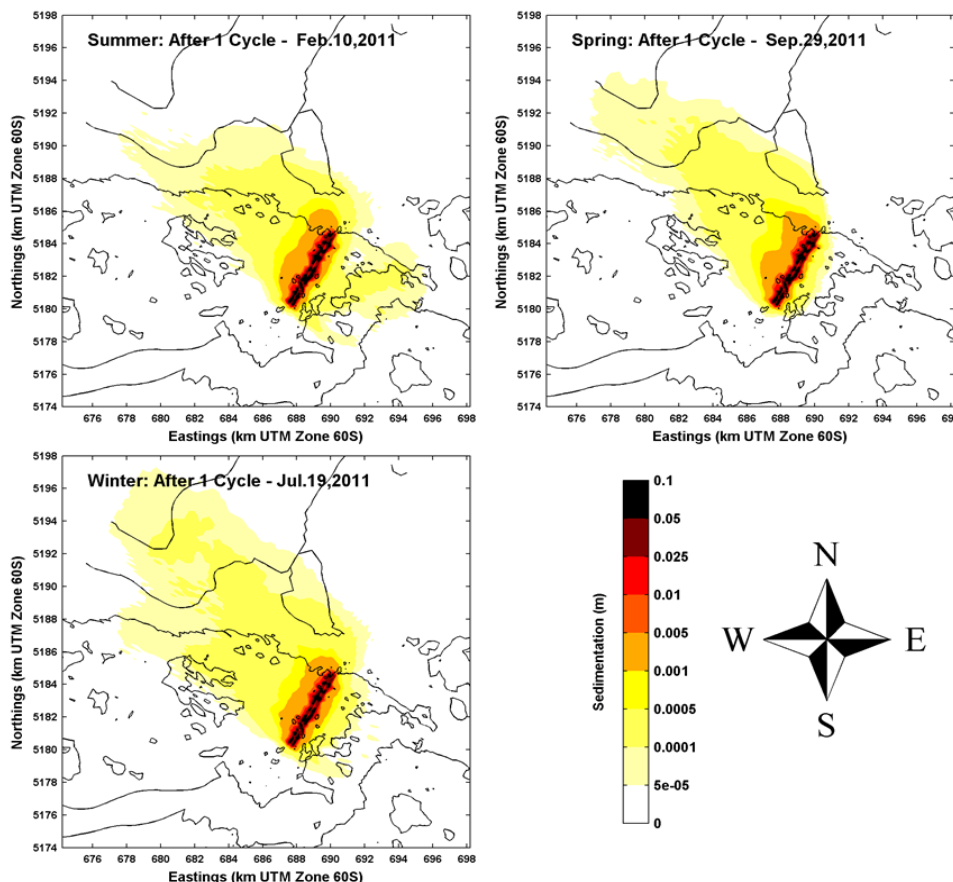 Summer: After 1 Cycle - Feb.10,2011
Northings (km UTM Zone 60S)
5198
5196
5194
5192
5190
5188
5186
5184
5182
5180
5178
5176
5174
676 678 680 682 684 686 688 690 692 694 696 698
Eastings (km UTM Zone 60S)
Spring: After 1 Cycle - Sep.29,2011
Northings (km UTM Zone 60S)
5198
5196
5194
5192
5190
5188
5186
5184
5182
5180
5178
5176
5174
676 678 680 682 684 686 688 690 692 694 696 698
Eastings (km UTM Zone 60S)
Winter: After 1 Cycle - Jul.19,2011
Northings (km UTM Zone 60S)
5198
5196
5194
5192
5190
5188
5186
5184
5182
5180
5178
5176
5174
676 678 680 682 684 686 688 690 692 694 696 698
Eastings (km UTM Zone 60S)
Sedimentation (m)
0.1
0.05
0.025
0.01
0.005
0.001
0.0005
0.0001
5e-05
0
N
W E
S